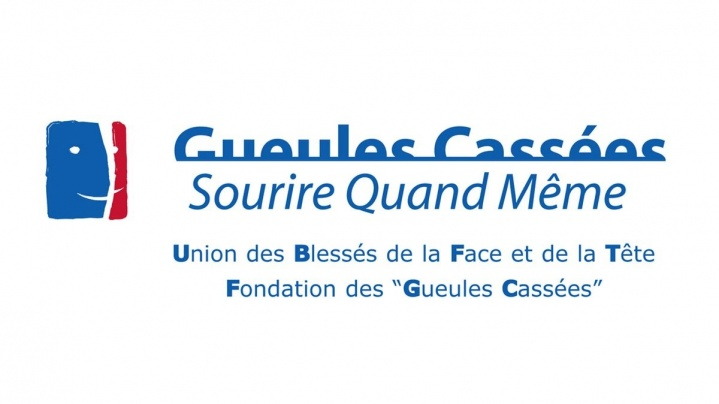 Gueules Cassées
Sourire Quand Même
Union des Blessés de la Face et de la Tête
Fondation des “Gueules Cassées”